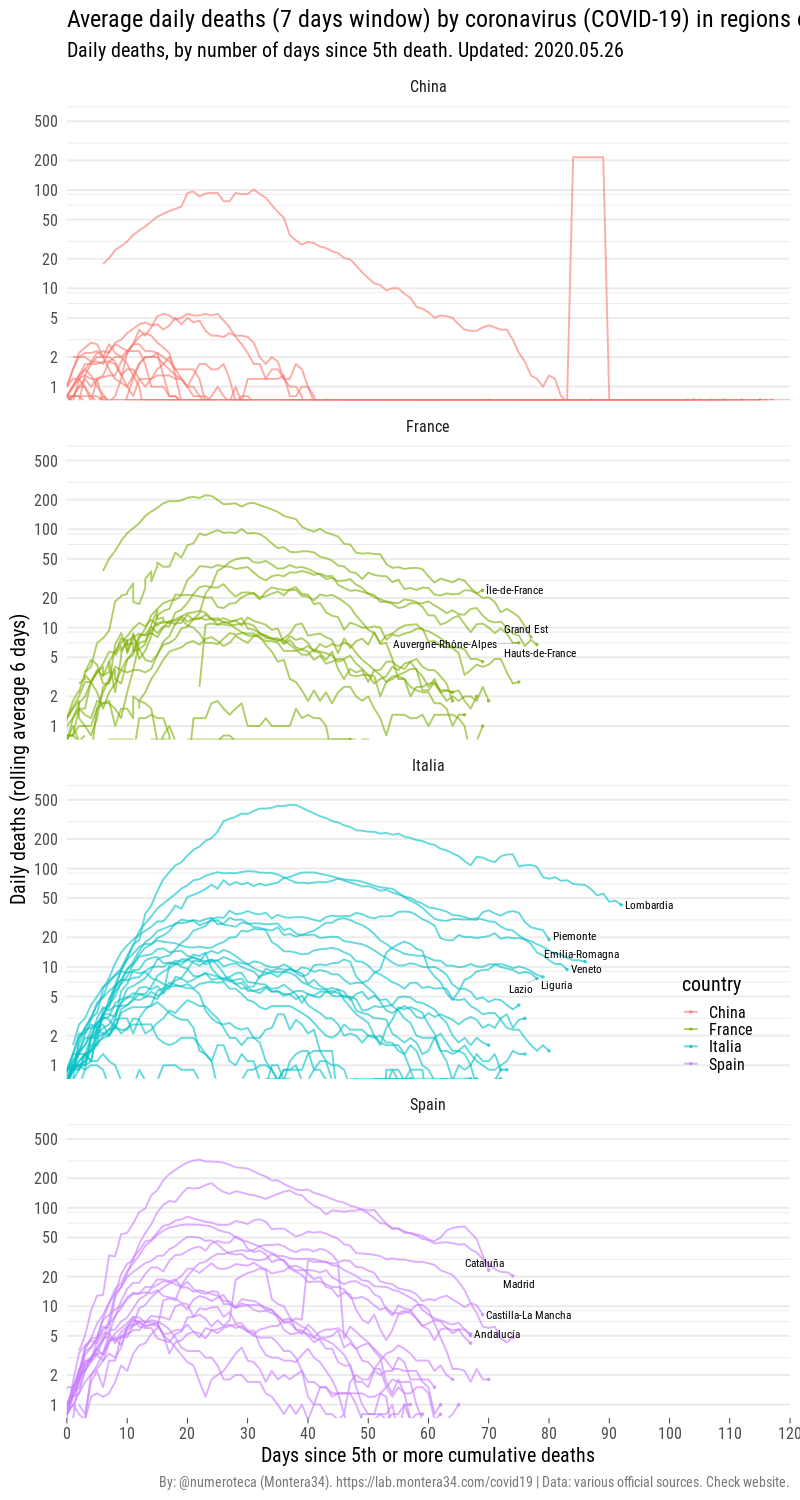 Average daily deaths (7 days window) by coronavirus (COVID-19) in regions
Daily deaths, by number of days since 5th death. Updated: 2020.05.26
China
500
200
100
50
20
10
5
2
1
France
500
200
100
50
20
10
5
2
1
Île-de-France
Grand Est
Auvergne-Rhône-Alpes
Hauts-de-France
Daily deaths (rolling average 6 days)
Italia
500
200
100
50
20
10
5
2
1
Lombardia
Piemonte
Emilia-Romagna
Veneto
Liguria
Lazio
country
China
France
Italia
Spain
Spain
500
200
100
50
20
10
5
2
1
Cataluña
Madrid
Castilla-La Mancha
Andalucía
0 10 20 30 40 50 60 70 80 90 100 110 120
Days since 5th or more cumulative deaths
By: @numeroteca (Montera34). https://lab.montera34.com/covid19 | Data: various official sources. Check website.